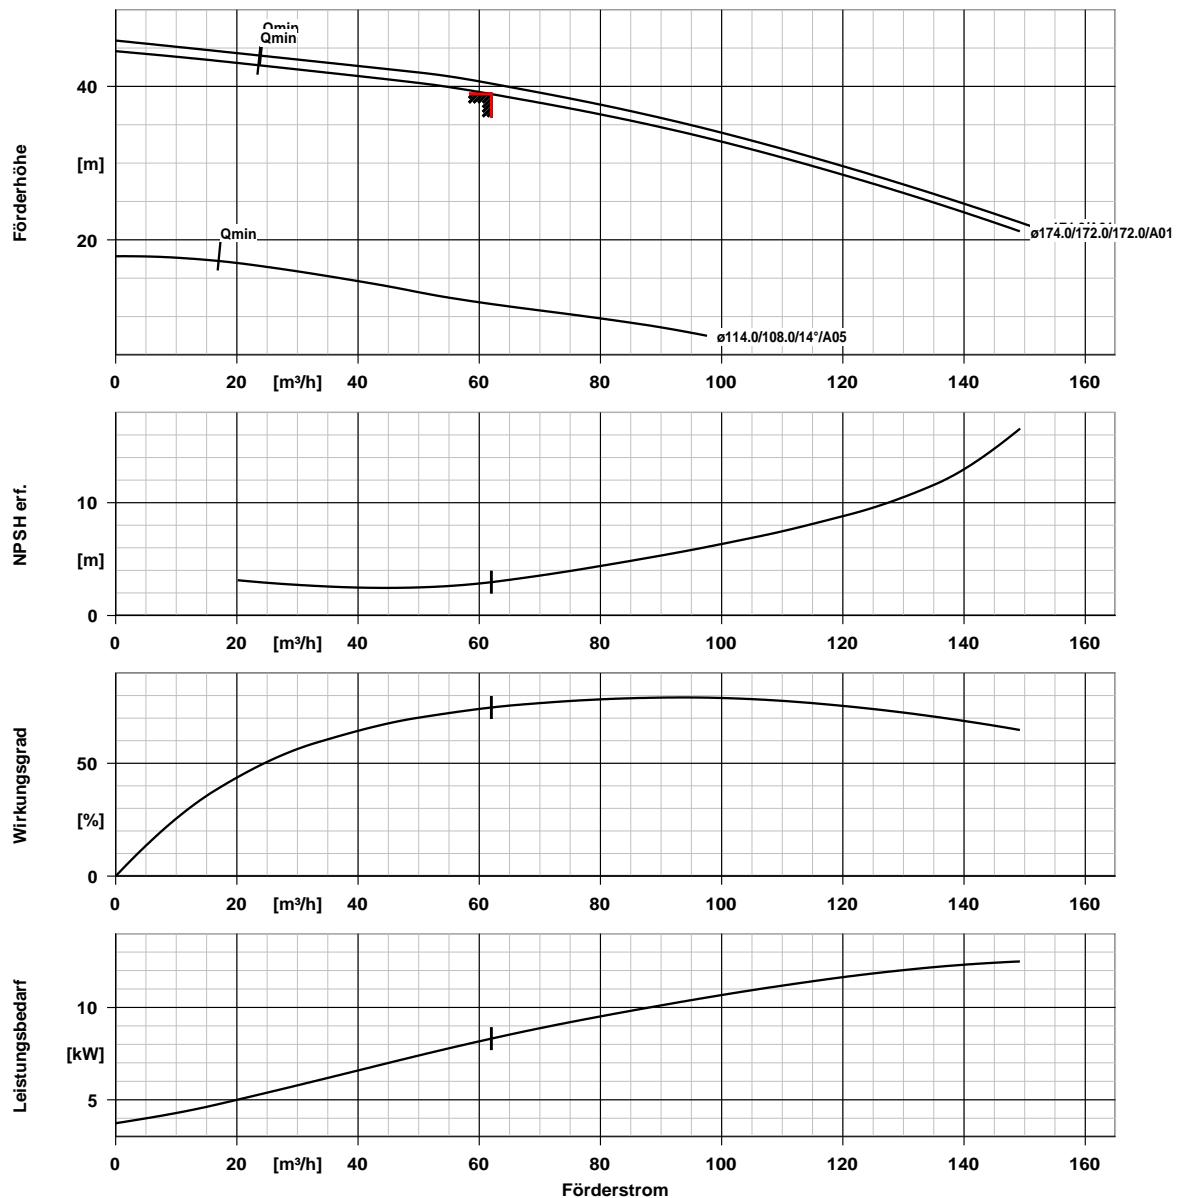 Qmin
Qmin
40
Förderhöhe
[m]
20
Qmin
ø174.0/172.0/172.0/A01
ø114.0/108.0/14°/A05
0 20 [m³/h] 40 60 80 100 120 140 160
NPSH erf.
10
[m]
0
0 20 [m³/h] 40 60 80 100 120 140 160
Wirkungsgrad
50
[%]
0
0 20 [m³/h] 40 60 80 100 120 140 160
Leistungsbedarf
10
[kW]
5
0 20 [m³/h] 40 60 80 100 120 140 160
Förderstrom